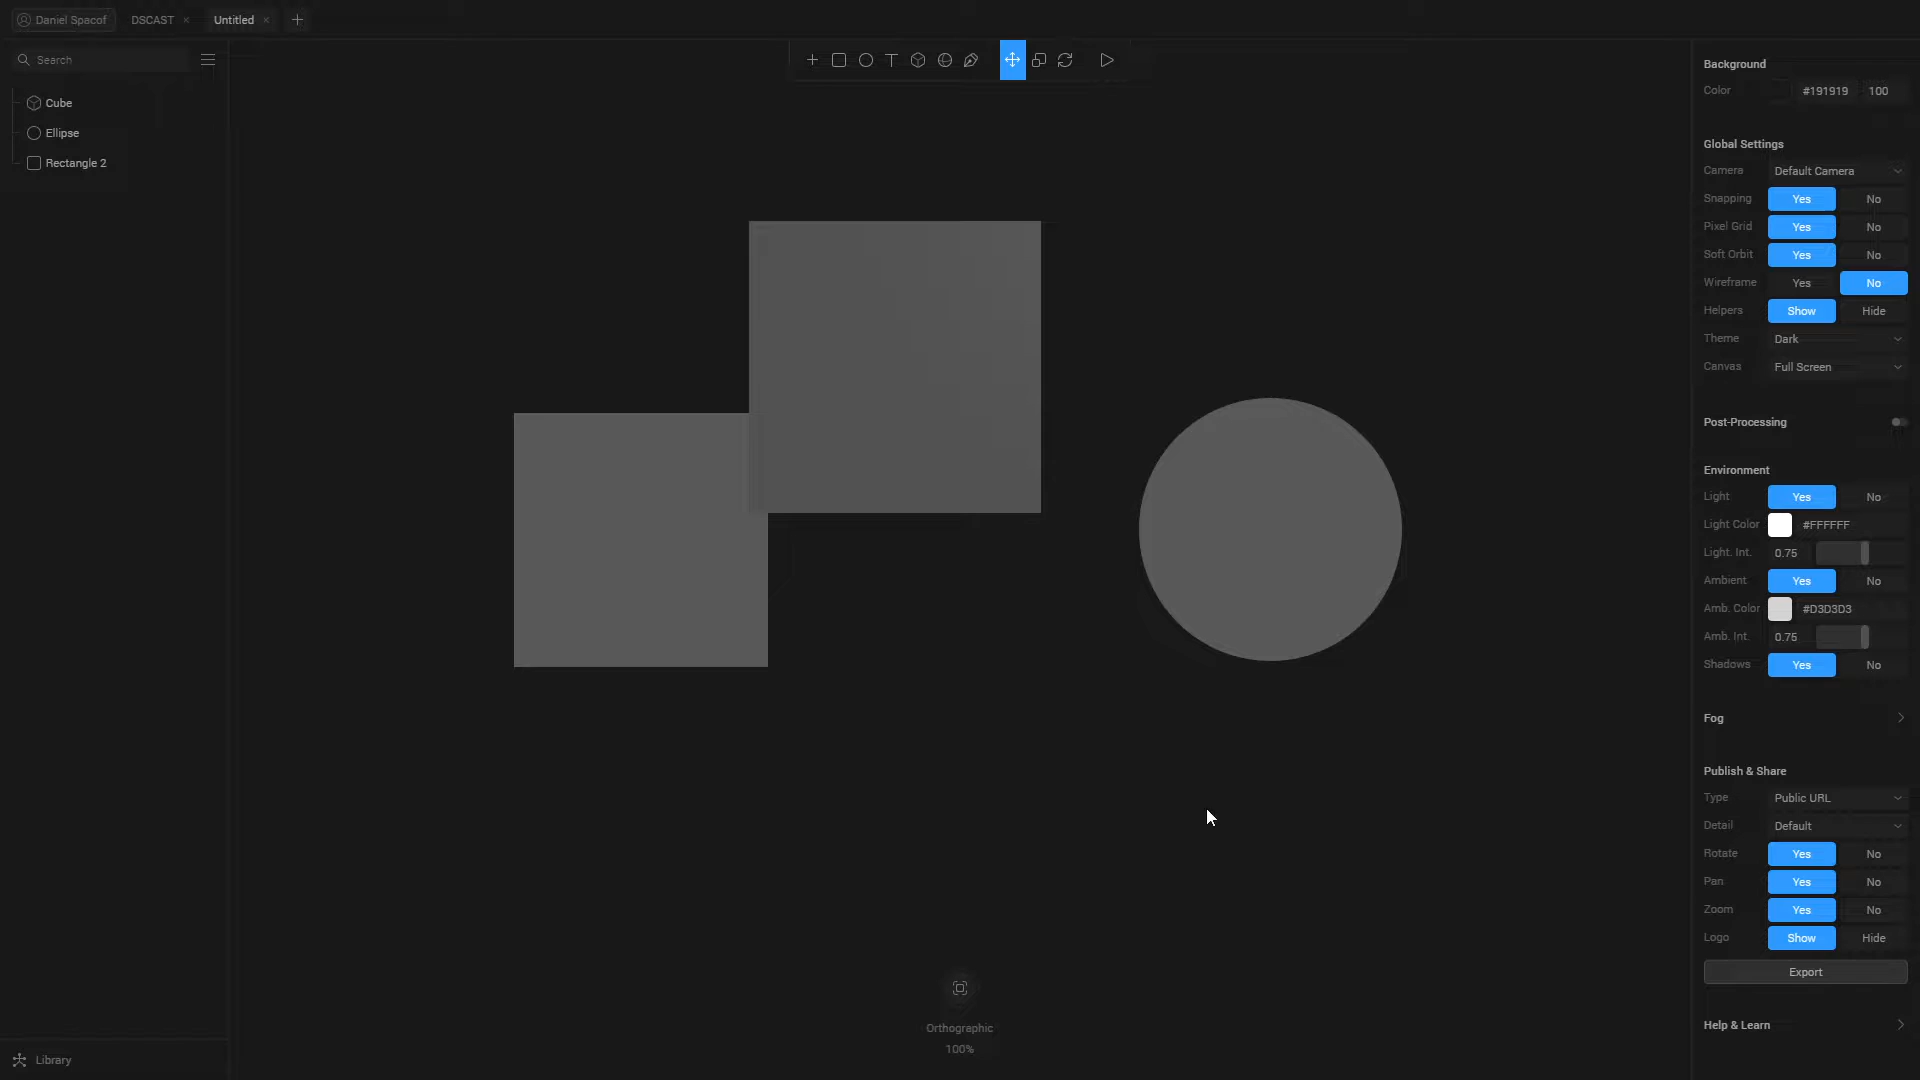 Daniel Spacof
DSCAST
Untitled
Search
Cube
Ellipse
Rectangle 2
Library
Orthographic
100%
Background
Color #191919 100
Global Settings
Camera Default Camera
Snapping Yes No
Pixel Grid Yes No
Soft Orbit Yes No
Wireframe Yes No
Helpers Show Hide
Theme Dark
Canvas Full Screen
Post-Processing
Environment
Light Yes No
Light Color #FFFFFF
Light. Int. 0.75
Ambient Yes No
Amb. Color #D3D3D3
Amb. Int. 0.75
Shadows Yes No
Fog
Publish & Share
Type Public URL
Detail Default
Rotate Yes No
Pan Yes No
Zoom Yes No
Logo Show Hide
Export
Help & Learn